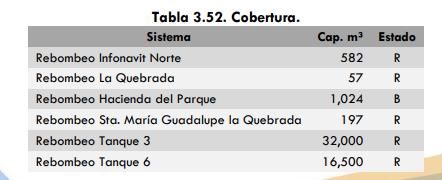 Tabla 3.52. Cobertura.
Sistema Cap. m³ Estado
Rebombeo Infonavit Norte 582 R
Rebombeo La Quebrada 57 R
Rebombeo Hacienda del Parque 1,024 B
Rebombeo Sta. María Guadalupe la Quebrada 197 R
Rebombeo Tanque 3 32,000 R
Rebombeo Tanque 6 16,500 R